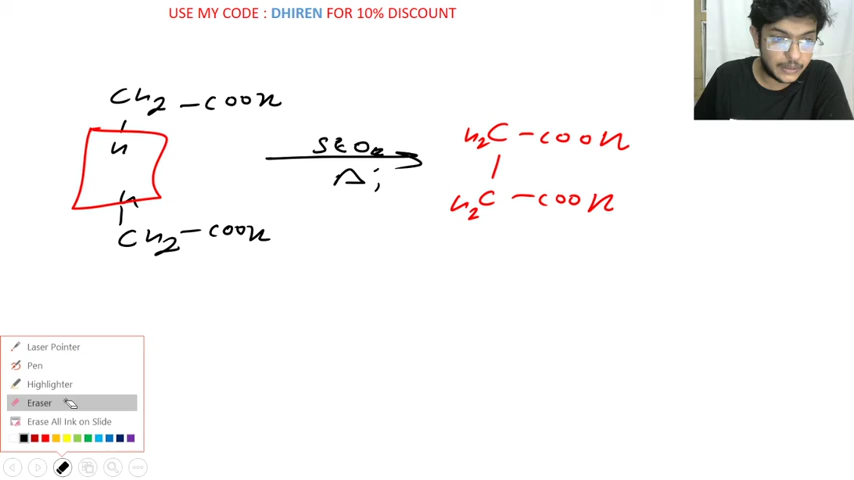 USE MY CODE : DHIREN FOR 10% DISCOUNT
CH2 - COOH
H
H
CH2 - COOH
SeO2
Δ ;
H2C - COOH
H2C - COOH
Laser Pointer
Pen
Highlighter
Eraser
Erase All Ink on Slide